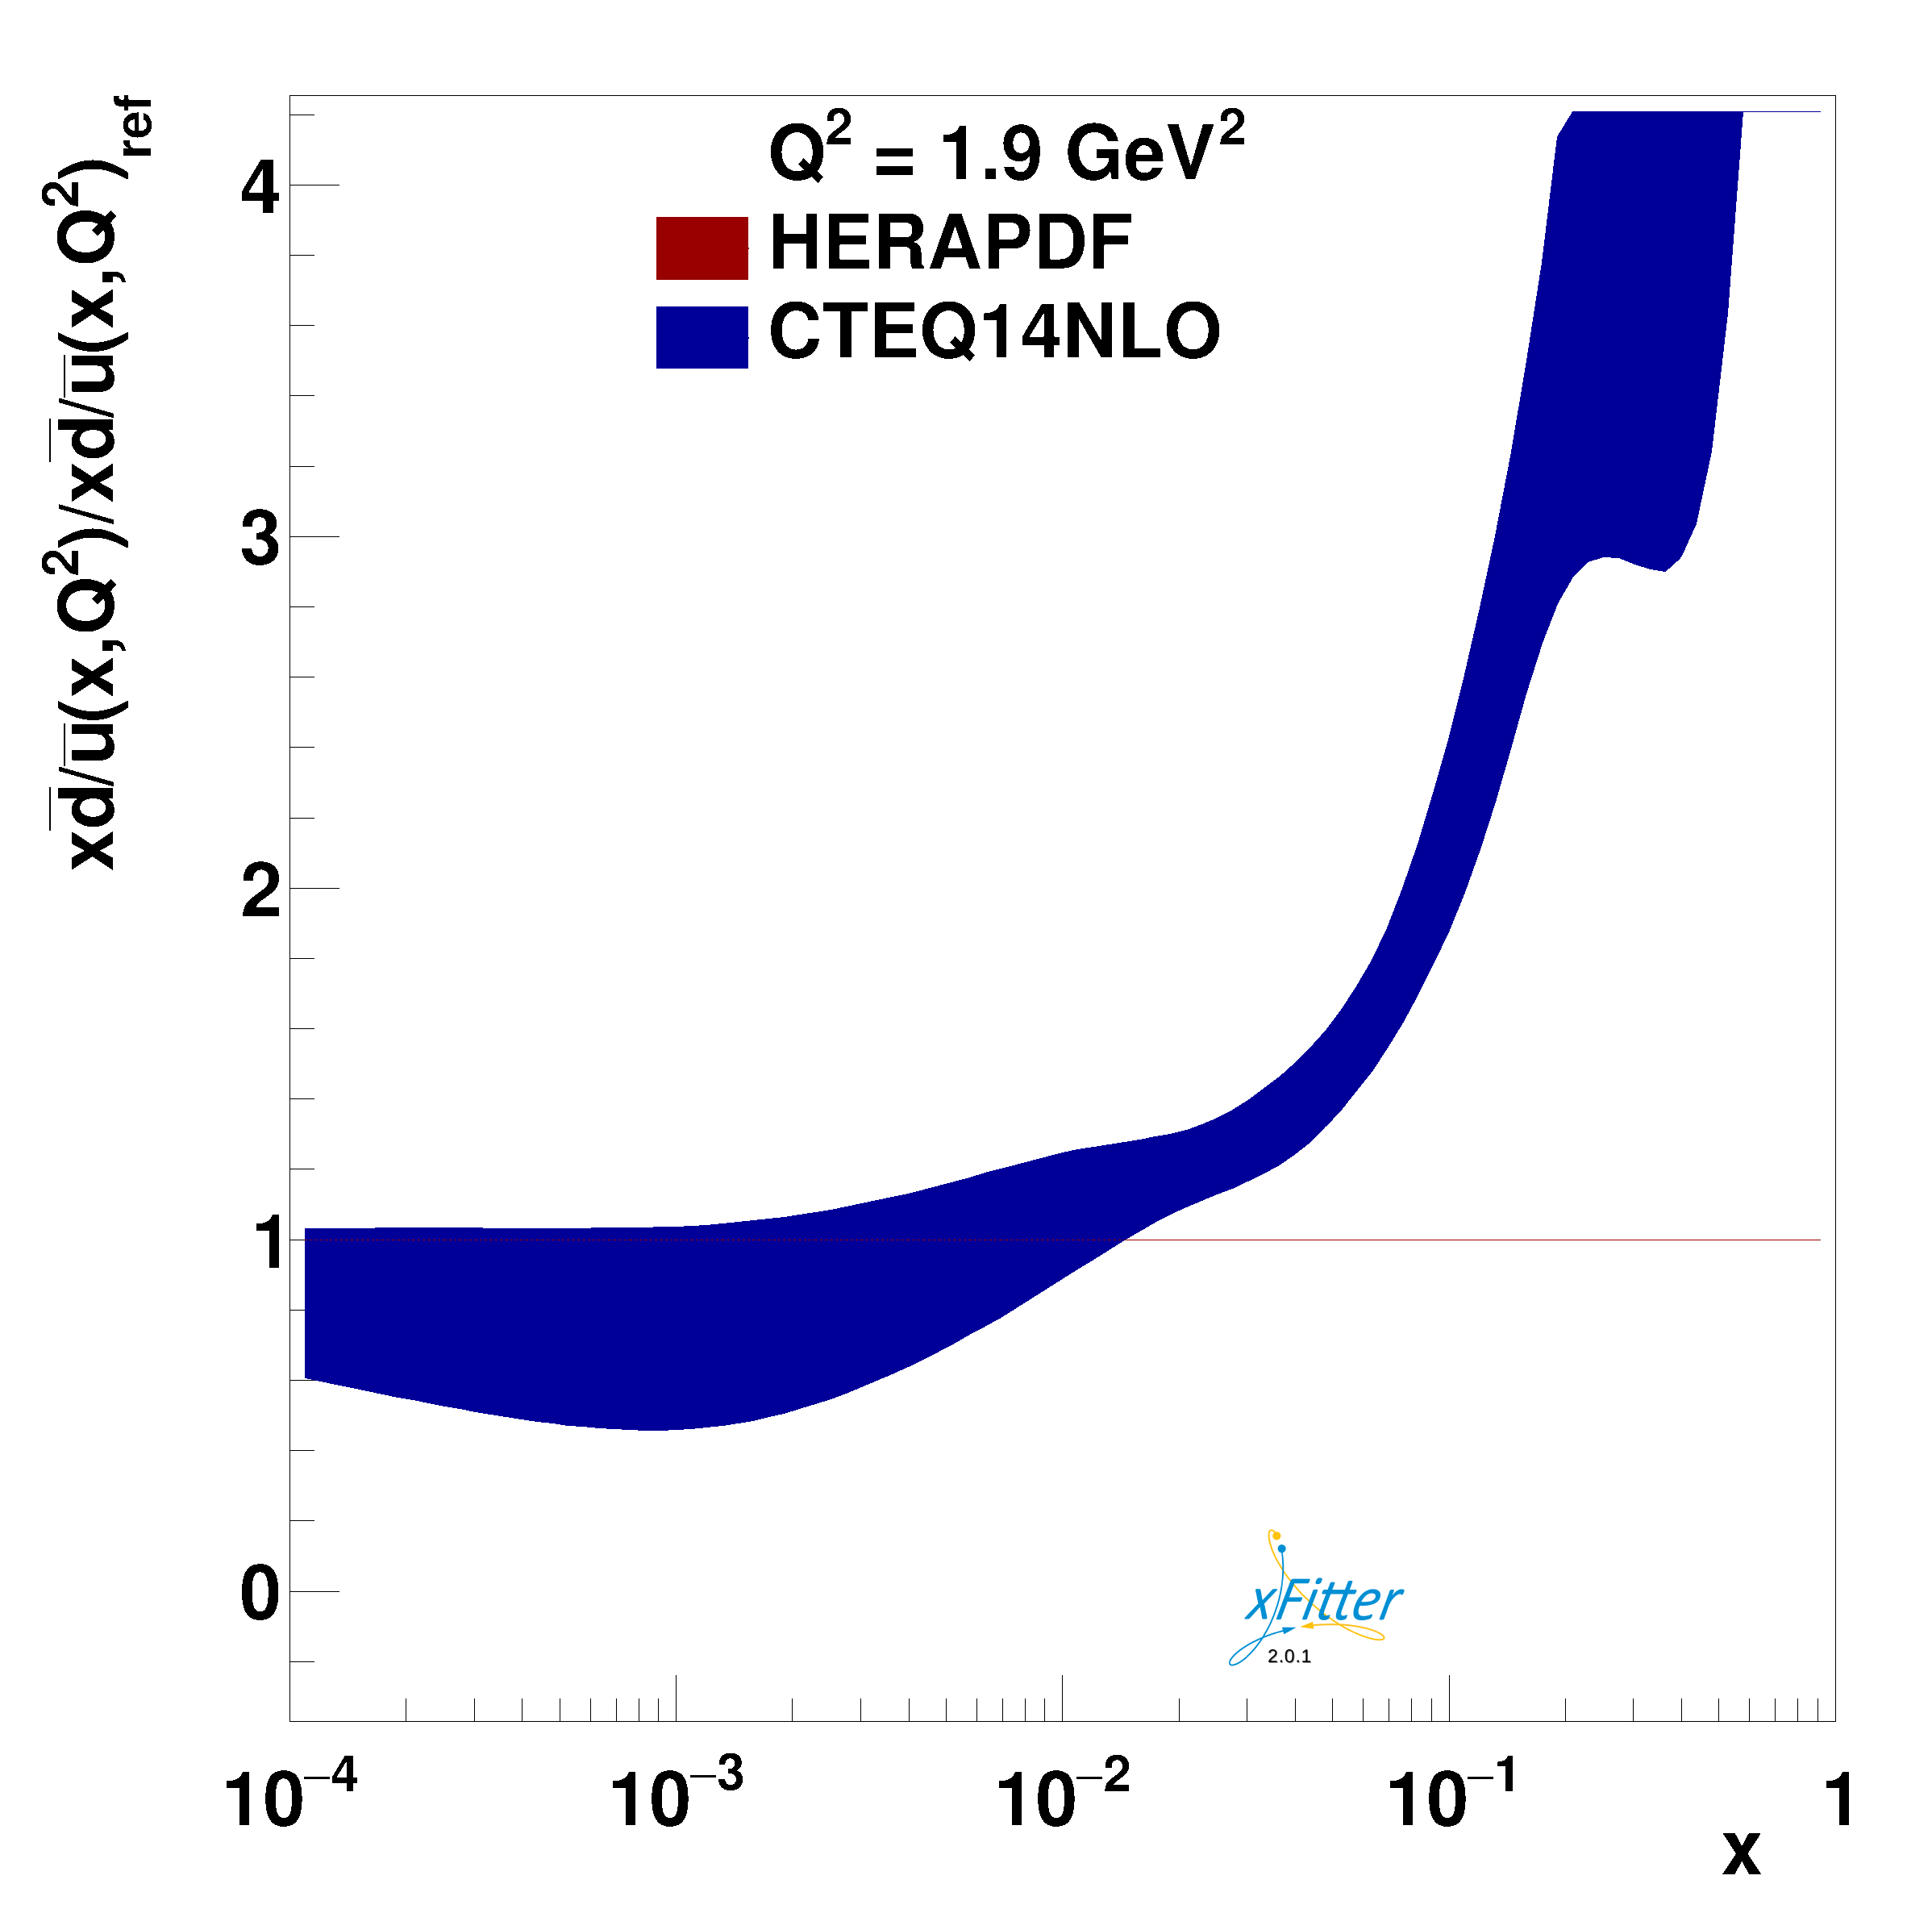 xd̅/u̅(x,Q²)/xd̅/u̅(x,Q²)ref
Q² = 1.9 GeV²
HERAPDF
CTEQ14NLO
4
3
2
1
0
xFitter
2.0.1
10⁻⁴ 10⁻³ 10⁻² 10⁻¹ 1
x